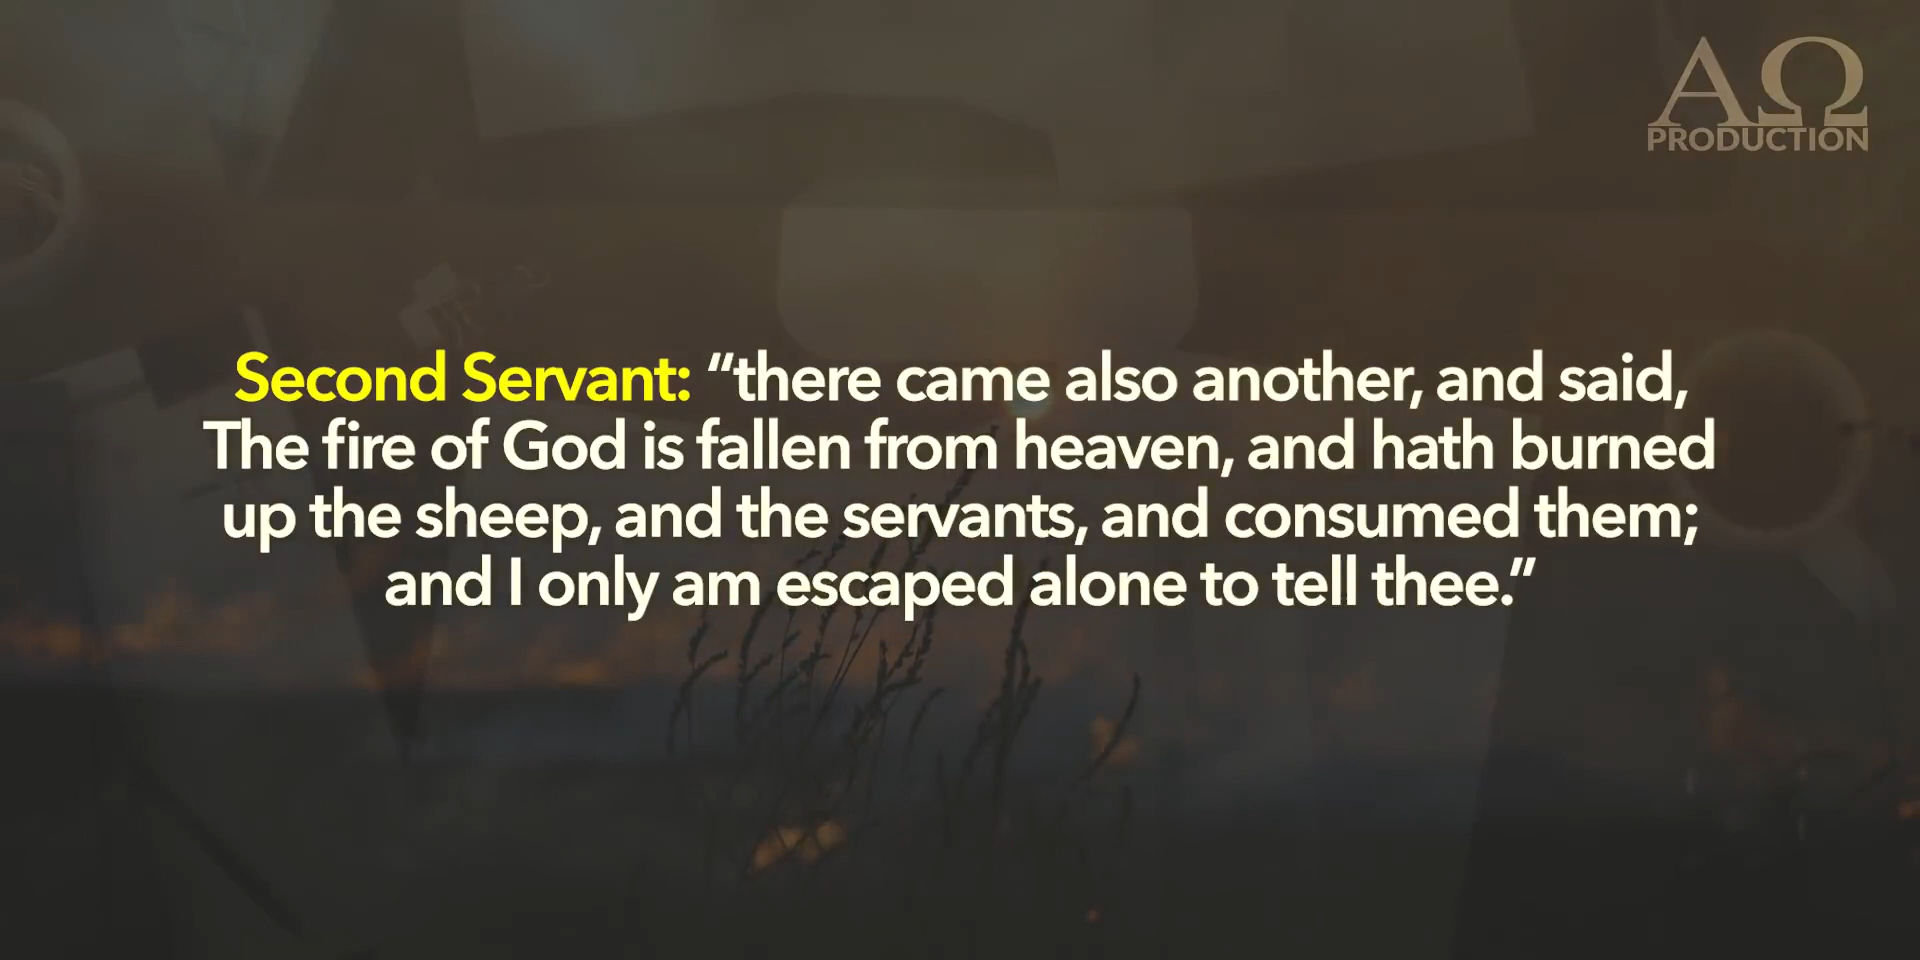 ΑΩ
PRODUCTION
Second Servant: “there came also another, and said,
The fire of God is fallen from heaven, and hath burned
up the sheep, and the servants, and consumed them;
and I only am escaped alone to tell thee.”